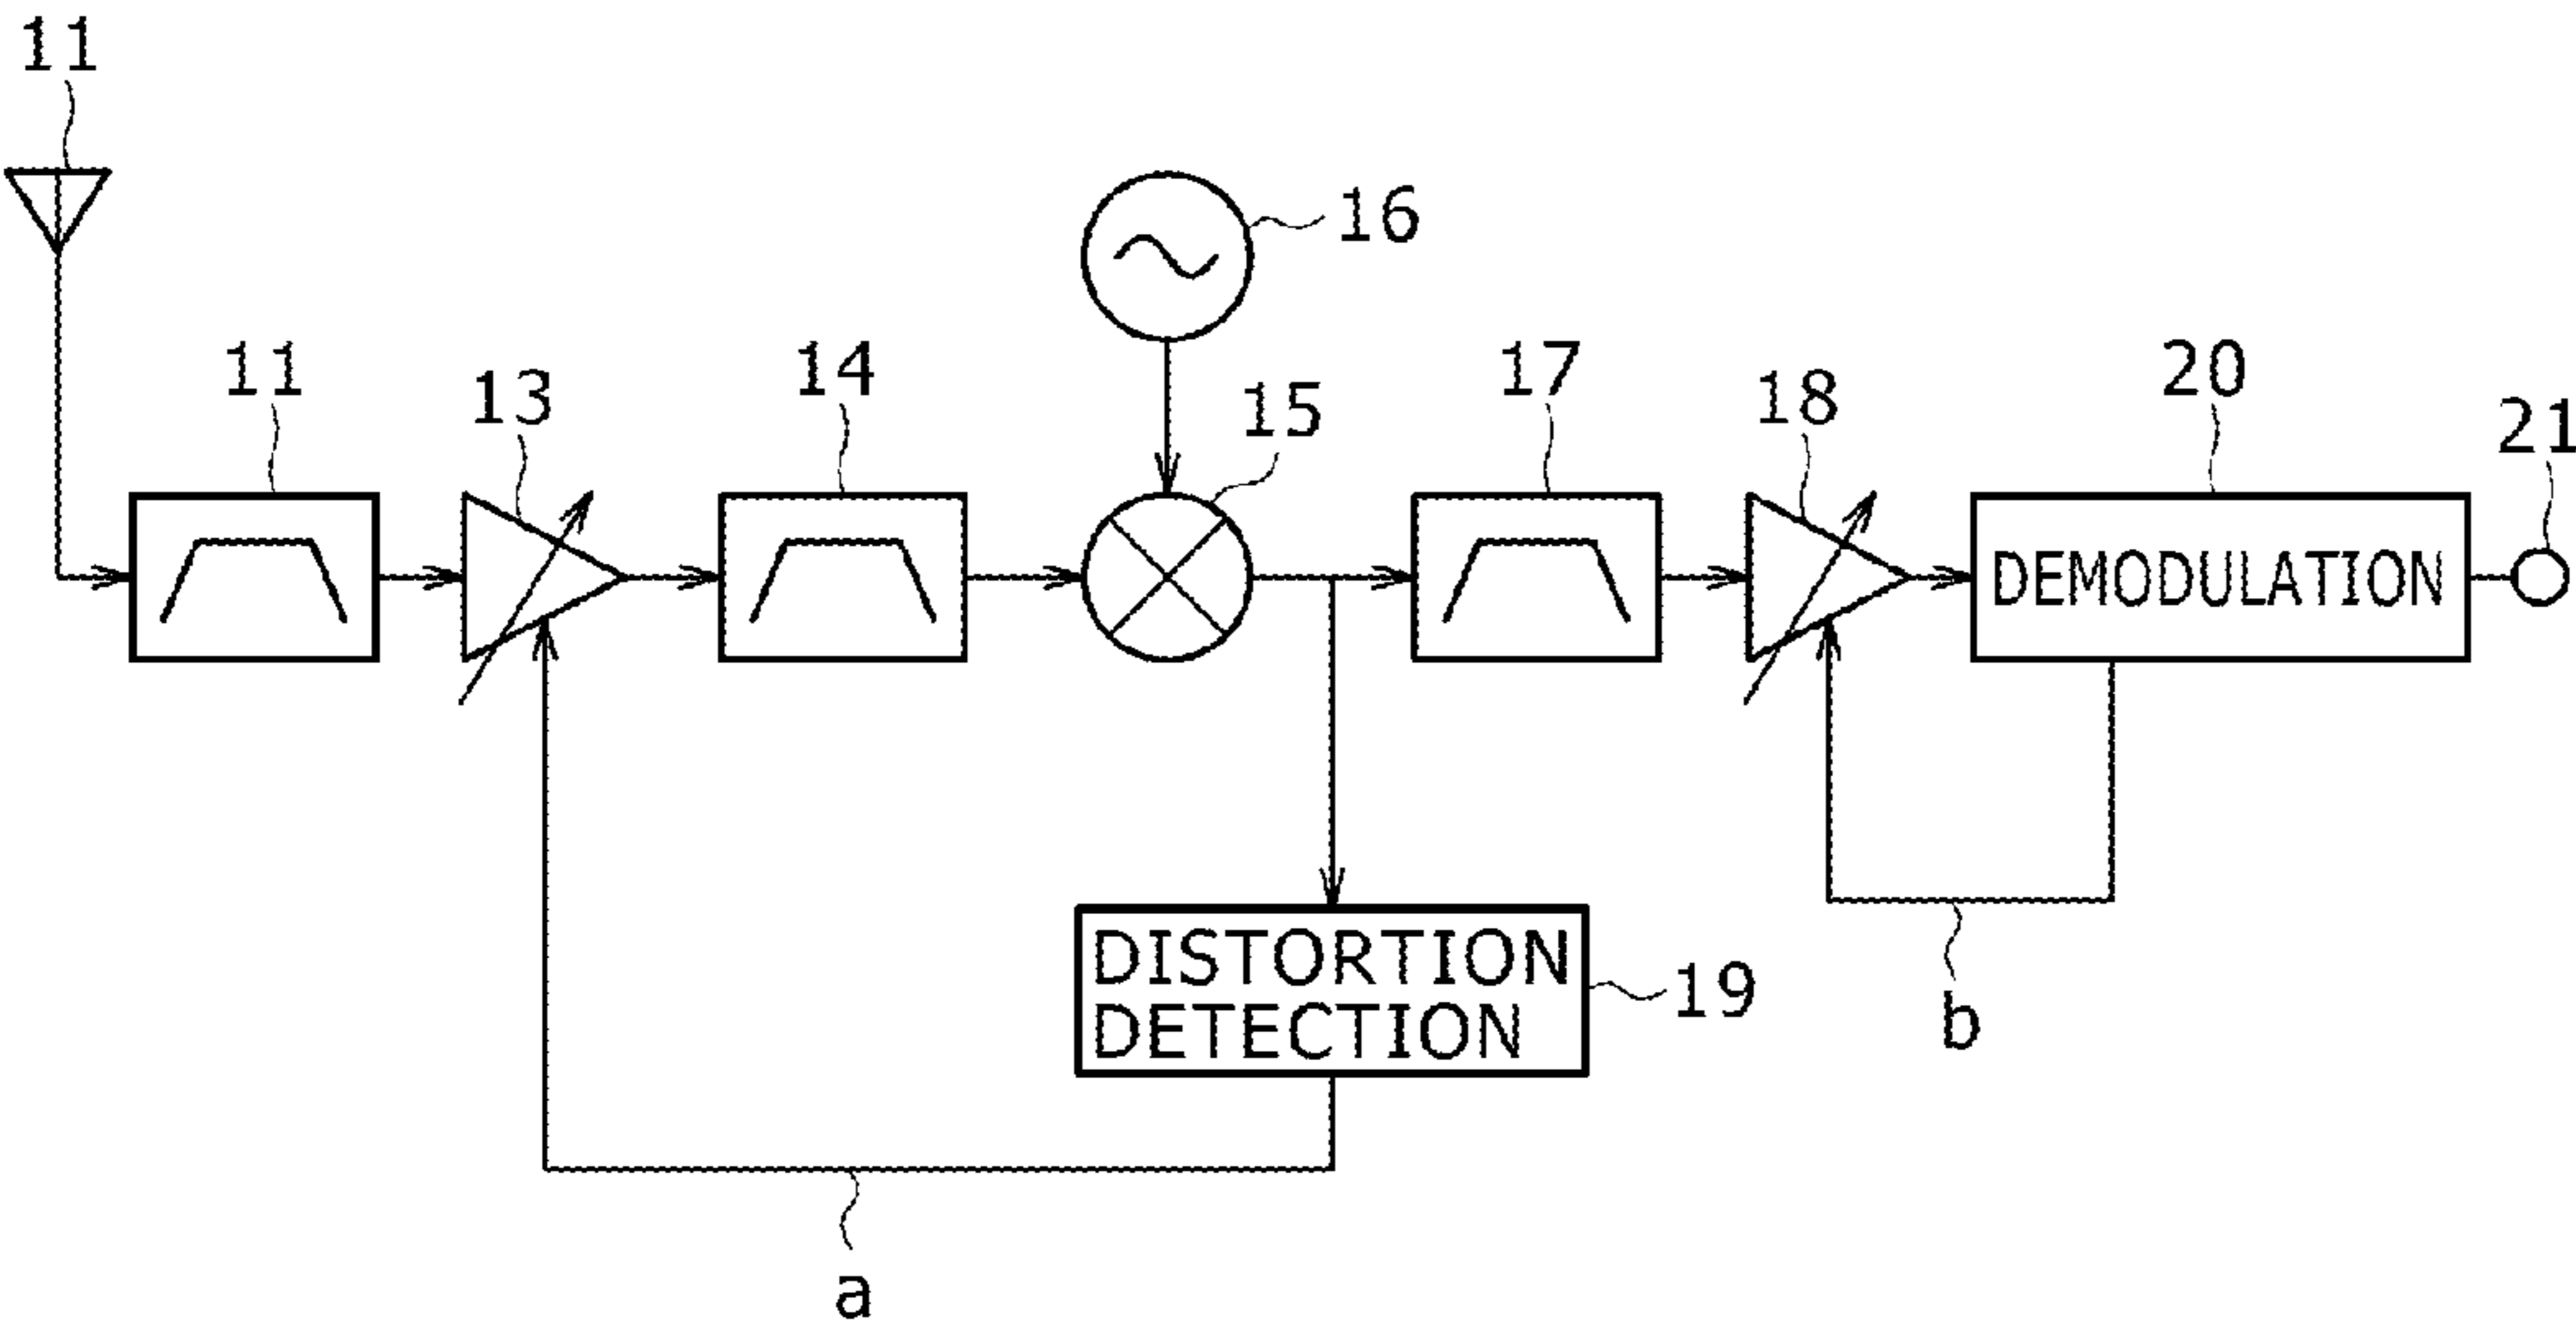 11
16
11
13
14
15
17
18
20
21
DEMODULATION
DISTORTION
DETECTION
19
b
a